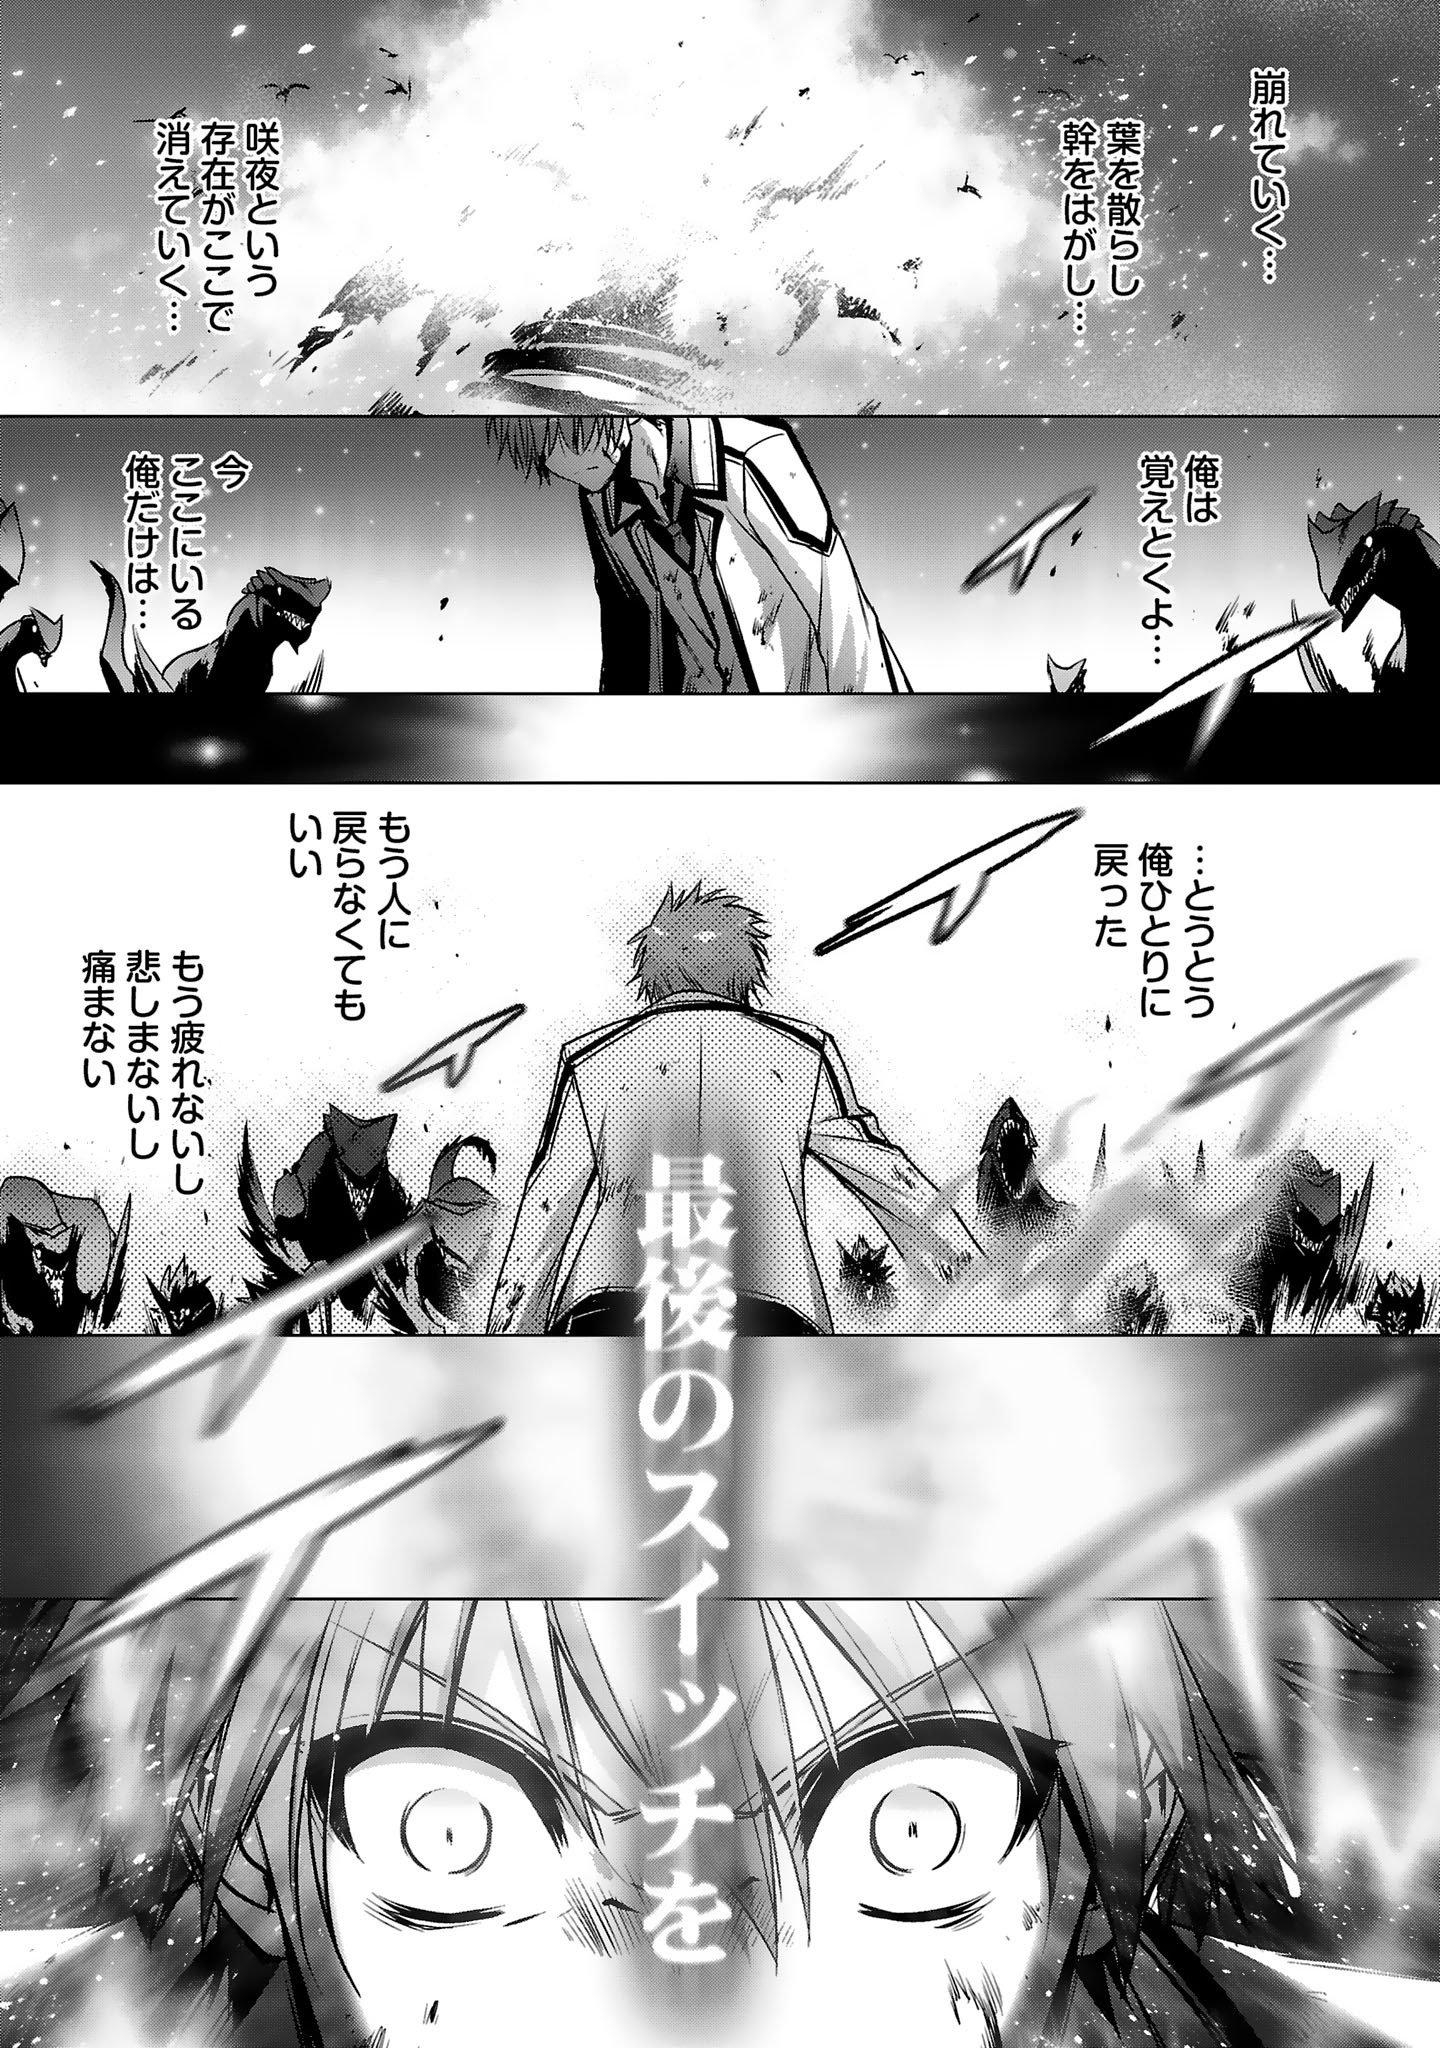 崩れていく…
葉を散らし
幹をはがし…
咲夜という
存在がここで
消えていく…
俺は
覚えとくよ…
今
ここにいる
俺だけは…
…とうとう
俺ひとりに
戻った
もう人に
戻らなくても
いい
もう疲れないし
悲しまないし
痛まない
最後のスイッチを